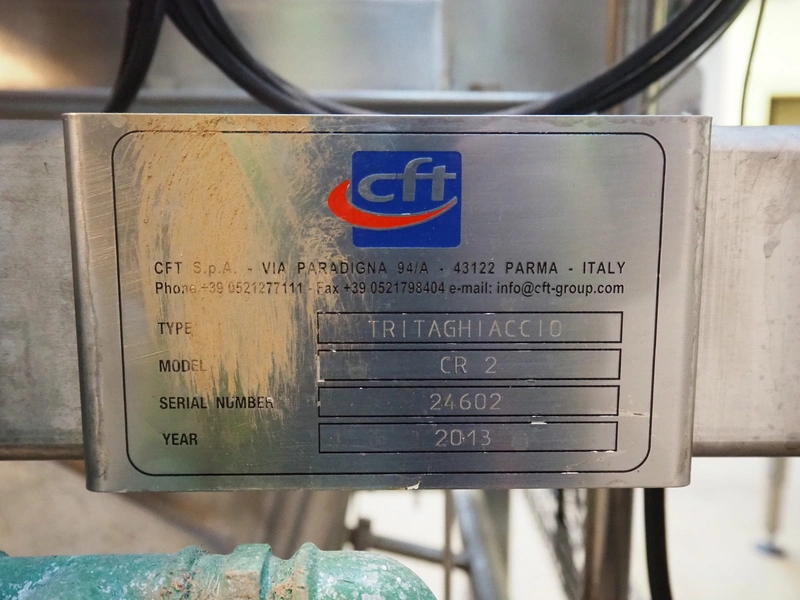 cft
CFT S.p.A. - VIA PARADIGNA 94/A - 43122 PARMA - ITALY
Phone +39 0521277111 - Fax +39 0521798404 e-mail: info@cft-group.com
TYPE TRITAGHIACCIO
MODEL CR 2
SERIAL NUMBER 24602
YEAR 2013